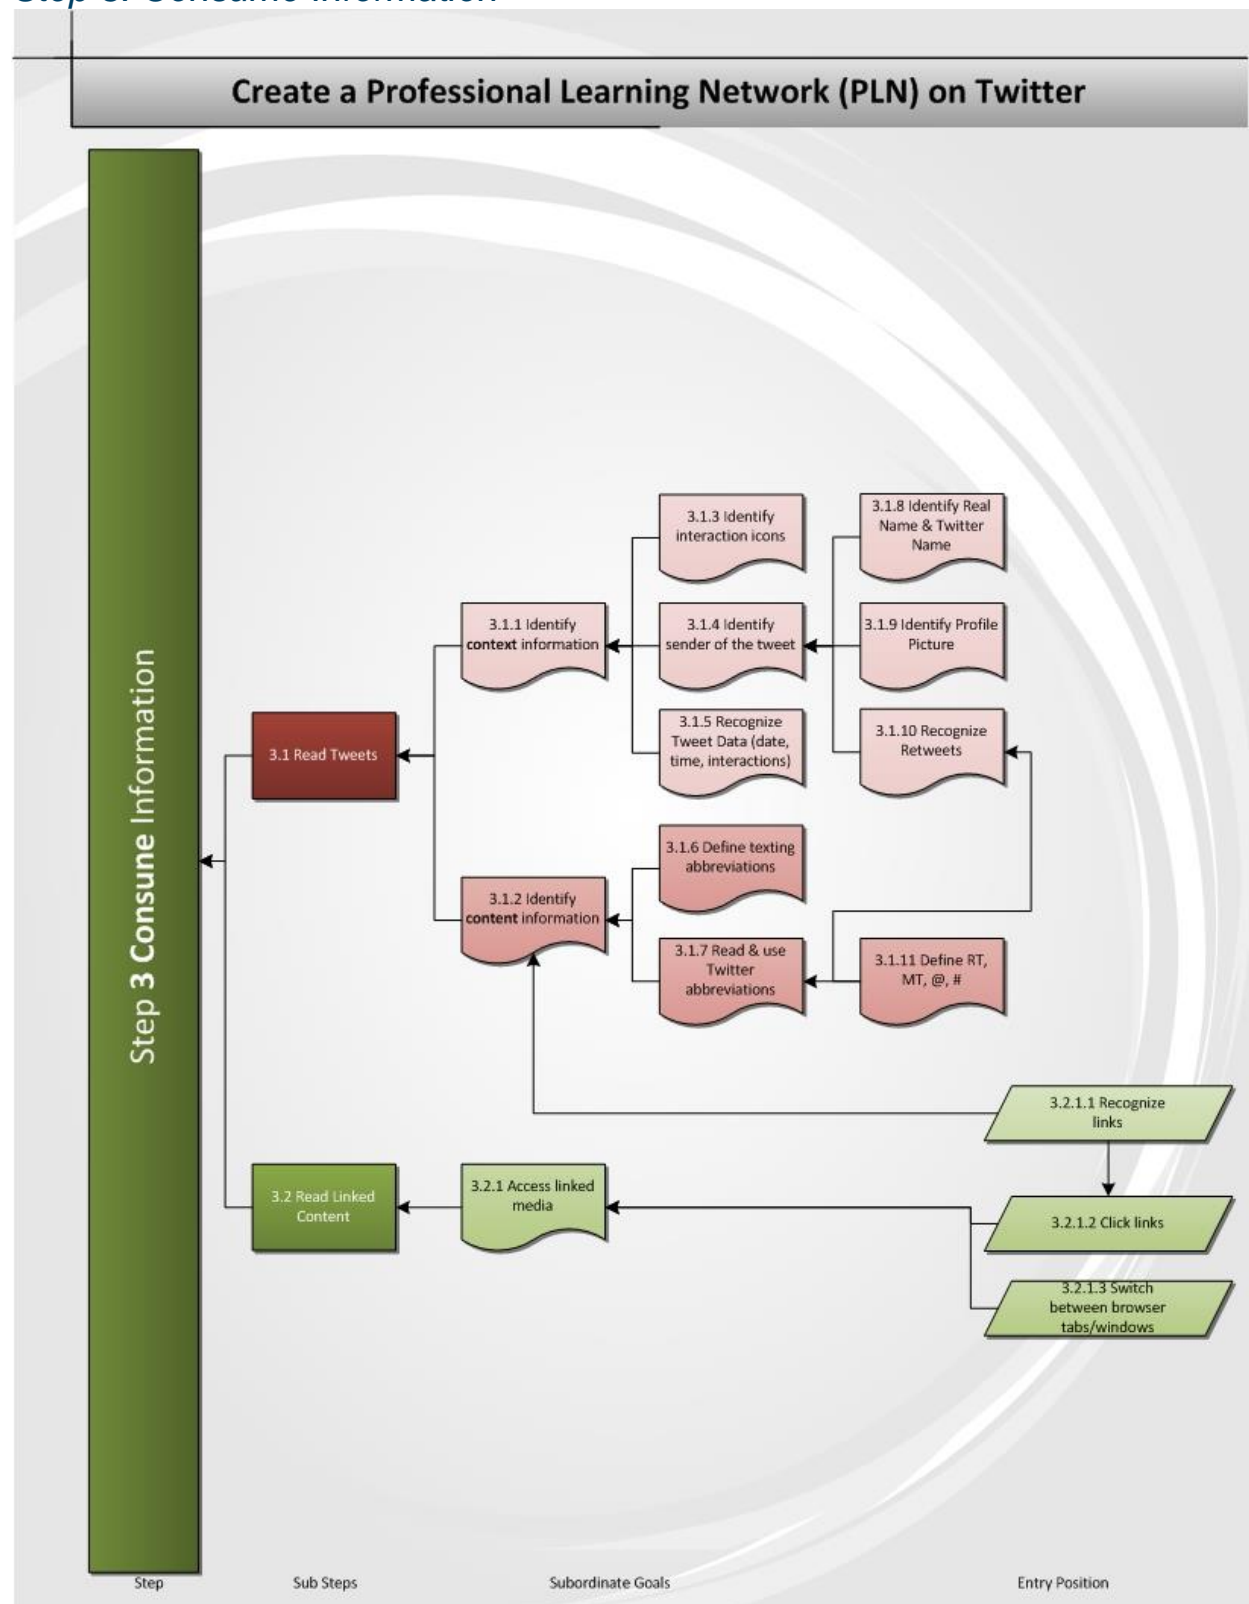 Step 3: Consume Information
Create a Professional Learning Network (PLN) on Twitter
Step 3 Consune Information
3.1 Read Tweets
3.1.1 Identify
context information
3.1.3 Identify
interaction icons
3.1.8 Identify Real
Name & Twitter
Name
3.1.4 Identify
sender of the tweet
3.1.9 Identify Profile
Picture
3.1.5 Recognize
Tweet Data (date,
time, interactions)
3.1.10 Recognize
Retweets
3.1.2 Identify
content information
3.1.6 Define texting
abbreviations
3.1.7 Read & use
Twitter
abbreviations
3.1.11 Define RT,
MT, @, #
3.2 Read Linked
Content
3.2.1 Access linked
media
3.2.1.1 Recognize
links
3.2.1.2 Click links
3.2.1.3 Switch
between browser
tabs/windows
Step
Sub Steps
Subordinate Goals
Entry Position